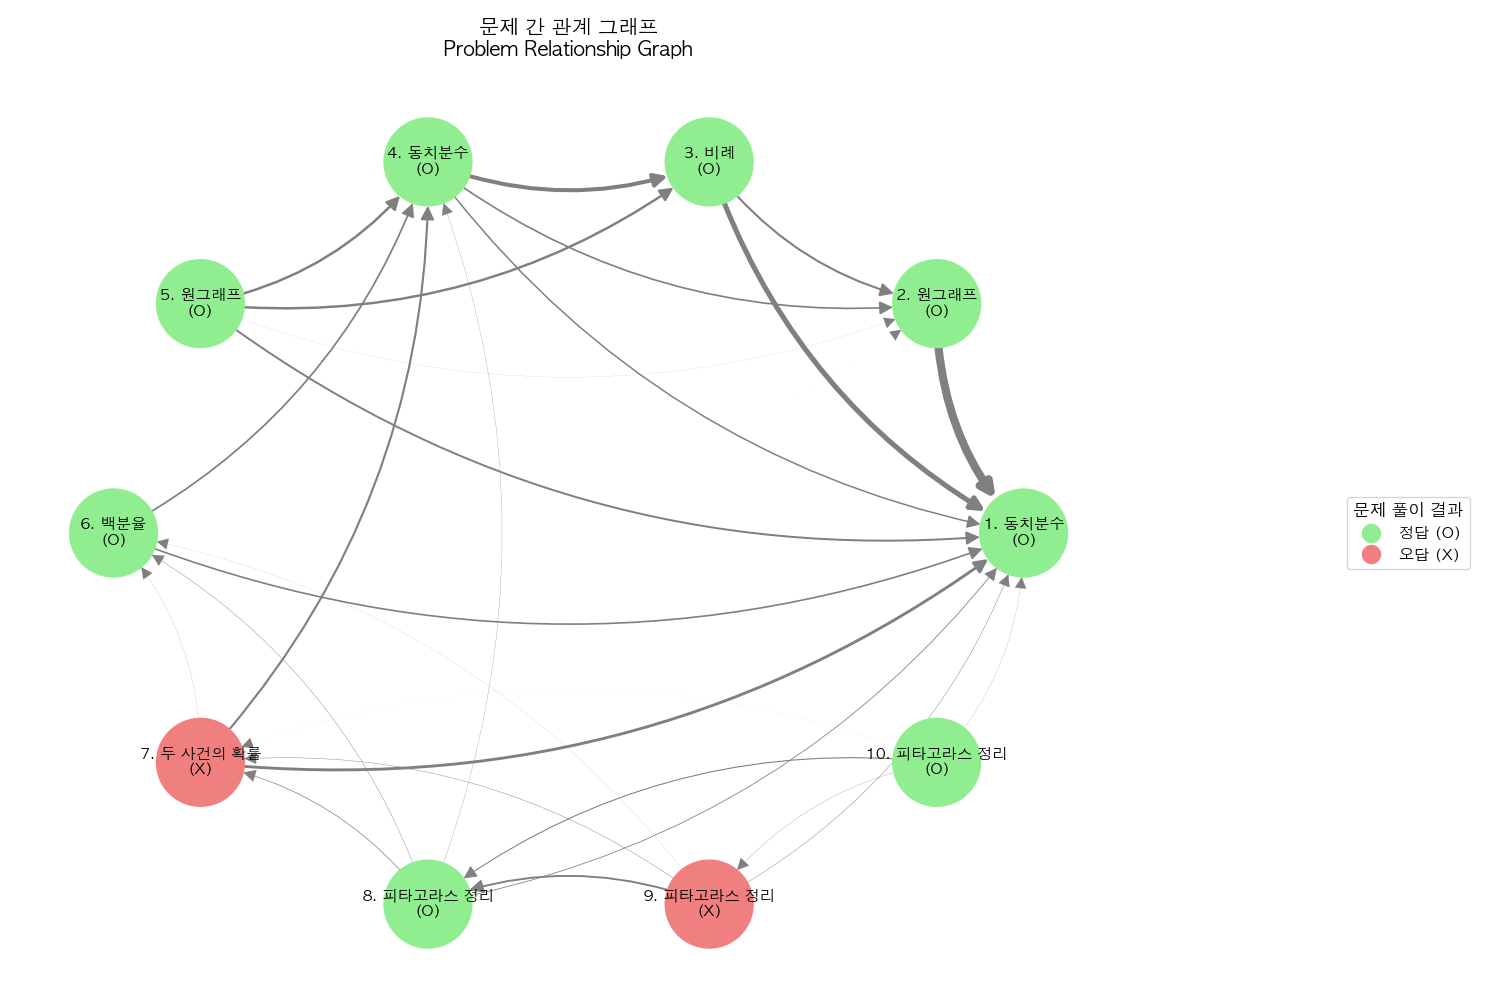 문제 간 관계 그래프
Problem Relationship Graph
4. 동치분수
(O)
3. 비례
(O)
5. 원그래프
(O)
2. 원그래프
(O)
6. 백분율
(O)
1. 동치분수
(O)
문제 풀이 결과
정답 (O)
오답 (X)
7. 두 사건의 확률
(X)
10. 피타고라스 정리
(O)
8. 피타고라스 정리
(O)
9. 피타고라스 정리
(X)